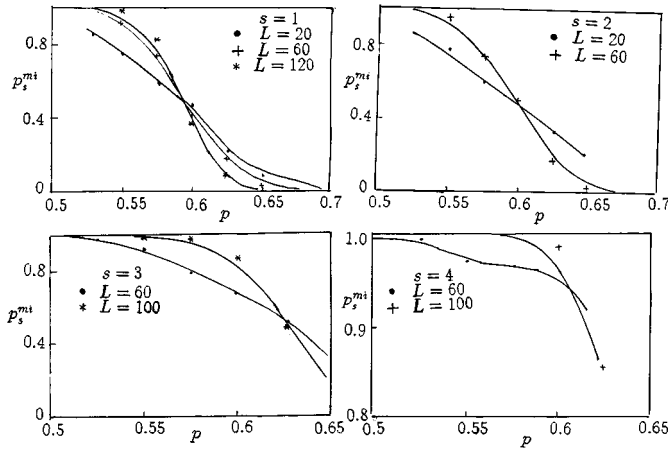 s = 1
• L = 20
+ L = 60
* L = 120
0.8
0.4
0
p_s^{mi}
0.5 0.55 0.6 0.65 0.7
p
s = 2
• L = 20
+ L = 60
0.8
0.4
0
p_s^{mi}
0.5 0.55 0.6 0.65 0.7
p
s = 3
• L = 60
* L = 100
0.8
0.4
0
p_s^{mi}
0.5 0.55 0.6 0.65
p
s = 4
• L = 60
+ L = 100
1.0
0.9
0.8
p_s^{mi}
0.5 0.55 0.6 0.65
p